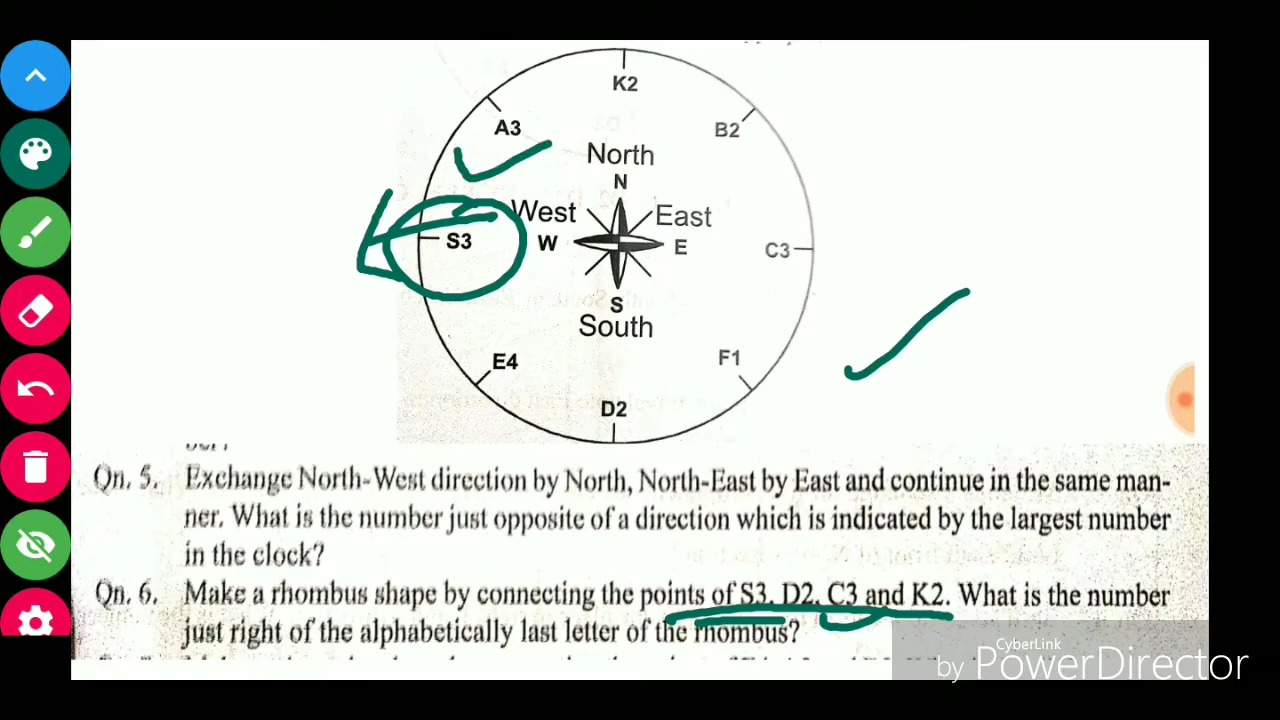 K2
A3
B2
North
N
West
East
S3
W
E
C3
S
South
E4
F1
D2
Qn. 5. Exchange North-West direction by North, North-East by East and continue in the same man-
ner. What is the number just opposite of a direction which is indicated by the largest number
in the clock?
Qn. 6. Make a rhombus shape by connecting the points of S3, D2, C3 and K2. What is the number
just right of the alphabetically last letter of the rhombus?
CyberLink
by PowerDirector